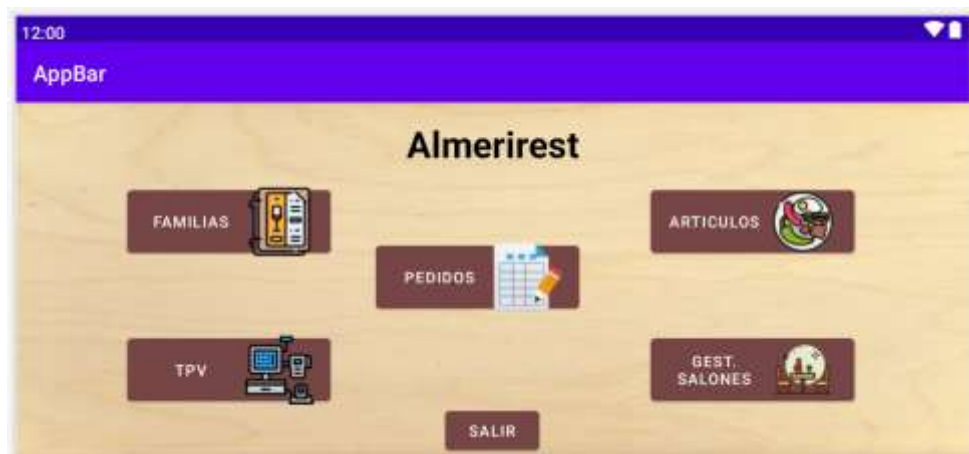 12:00
AppBar
Almerirest
FAMILIAS
ARTICULOS
PEDIDOS
TPV
GEST.
SALONES
SALIR